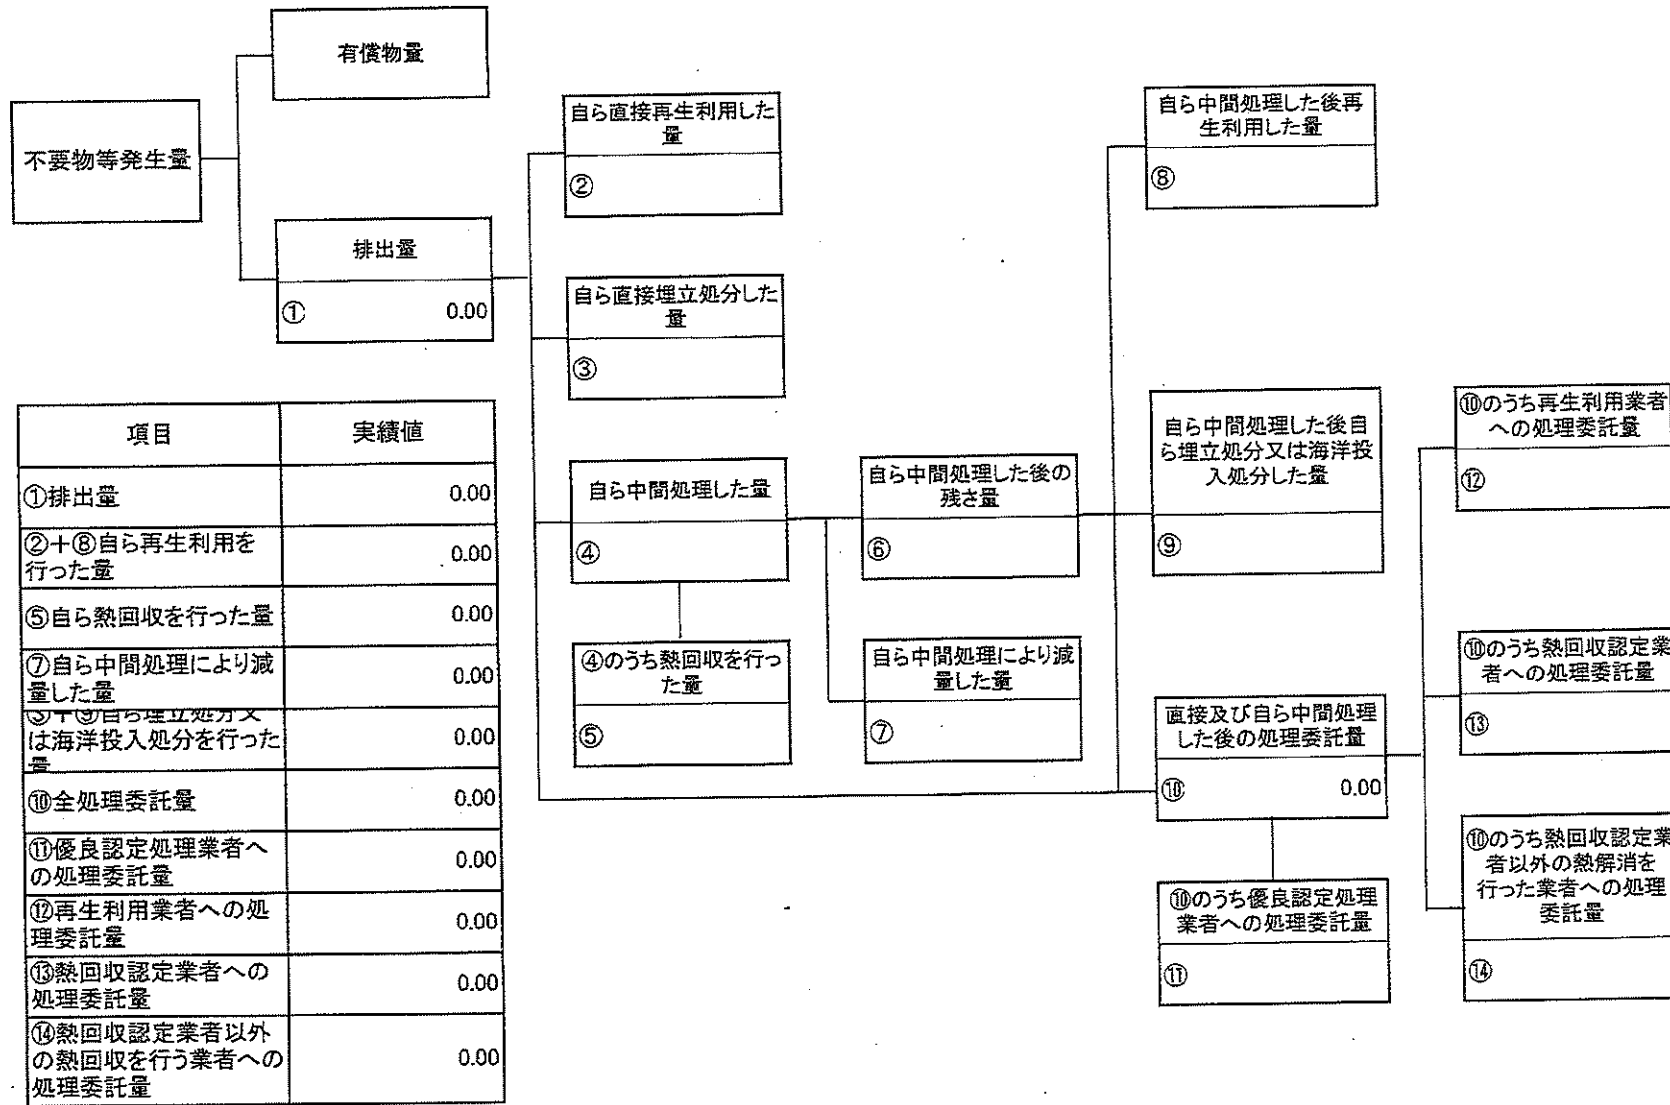 有償物量
不要物等発生量
排出量
① 0.00
自ら直接再生利用した
量
②
自ら直接埋立処分した
量
③
自ら中間処理した量
④
④のうち熱回収を行っ
た量
⑤
自ら中間処理した後の
残さ量
⑥
自ら中間処理により減
量した量
⑦
自ら中間処理した後再
生利用した量
⑧
自ら中間処理した後自
ら埋立処分又は海洋投
入処分した量
⑨
直接及び自ら中間処理
した後の処理委託量
⑩ 0.00
⑩のうち優良認定処理
業者への処理委託量
⑪
⑩のうち再生利用業者
への処理委託量
⑫
⑩のうち熱回収認定業
者への処理委託量
⑬
⑩のうち熱回収認定業
者以外の熱解消を
行った業者への処理
委託量
⑭
項目 実績値
①排出量 0.00
②+⑧自ら再生利用を
行った量 0.00
⑤自ら熱回収を行った量 0.00
⑦自ら中間処理により減
量した量 0.00
③+⑨自ら埋立処分又
は海洋投入処分を行った
量 0.00
⑩全処理委託量 0.00
⑪優良認定処理業者へ
の処理委託量 0.00
⑫再生利用業者への処
理委託量 0.00
⑬熱回収認定業者への
処理委託量 0.00
⑭熱回収認定業者以外
の熱回収を行う業者への
処理委託量 0.00